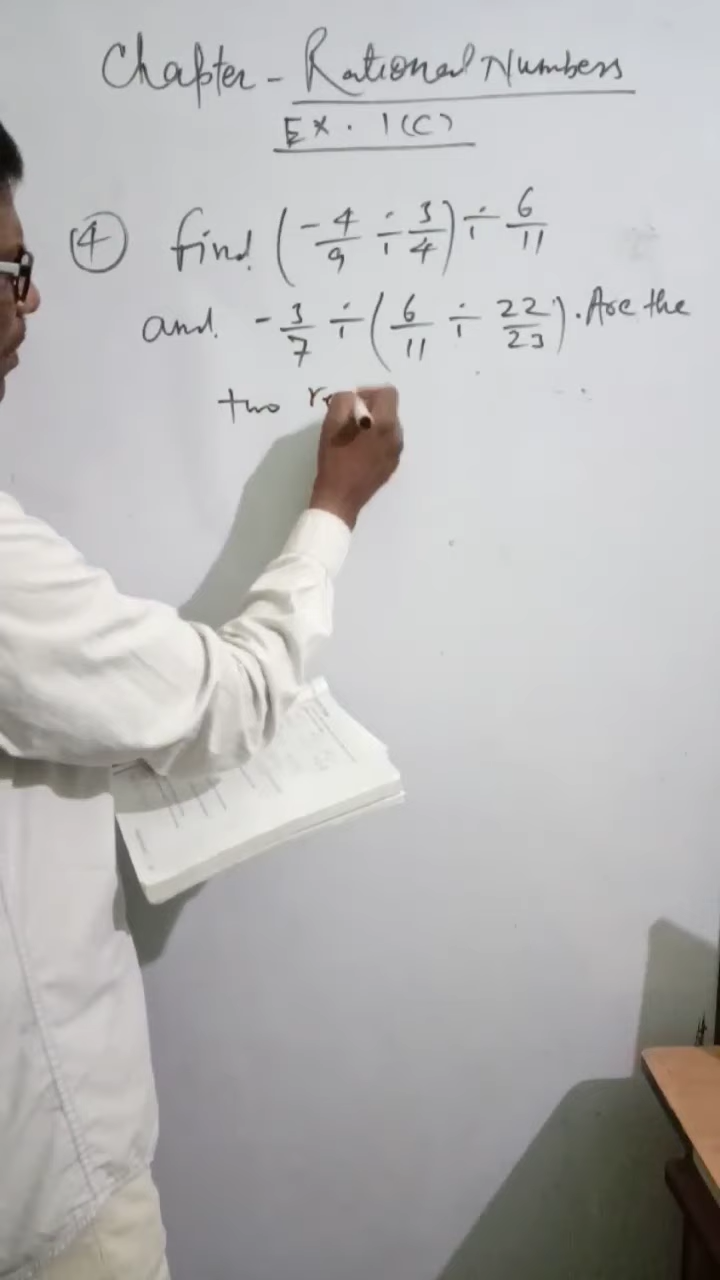 Chapter - Rational Numbers
Ex. 1(C)
④ find (-4/9 ÷ 3/4) ÷ 6/11
and -3/7 ÷ (6/11 ÷ 22/23). Are the
two